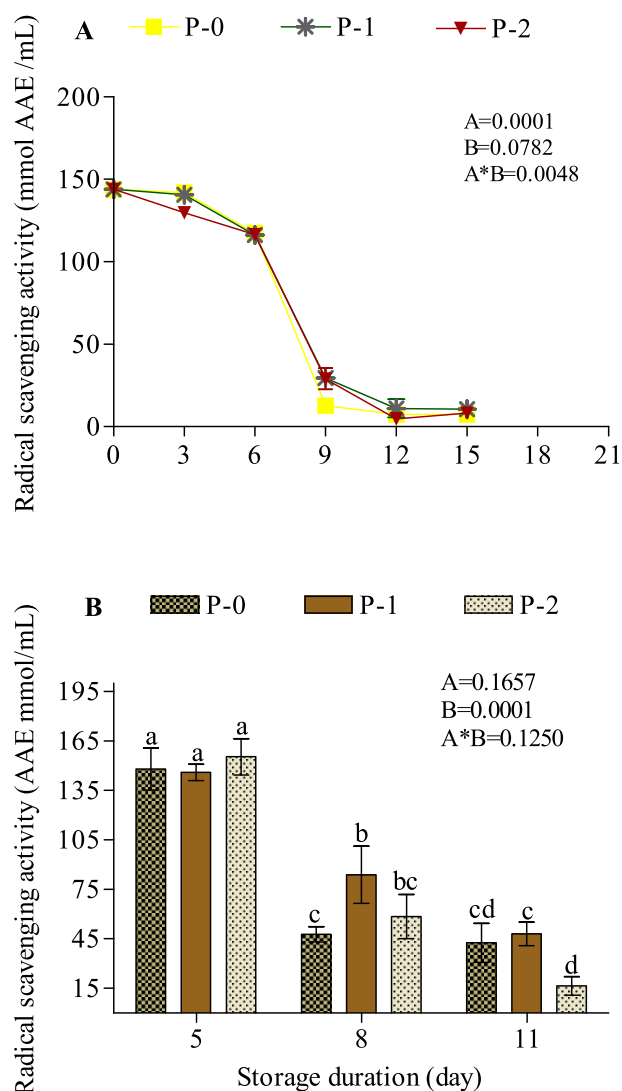 A P-0 P-1 P-2
Radical scavenging activity (mmol AAE /mL)
200
150
100
50
0
A=0.0001
B=0.0782
A*B=0.0048
0 3 6 9 12 15 18 21
B P-0 P-1 P-2
Radical scavenging activity (AAE mmol/mL)
195
165
135
105
75
45
15
A=0.1657
B=0.0001
A*B=0.1250
a a a
c b bc
cd c d
5 8 11
Storage duration (day)